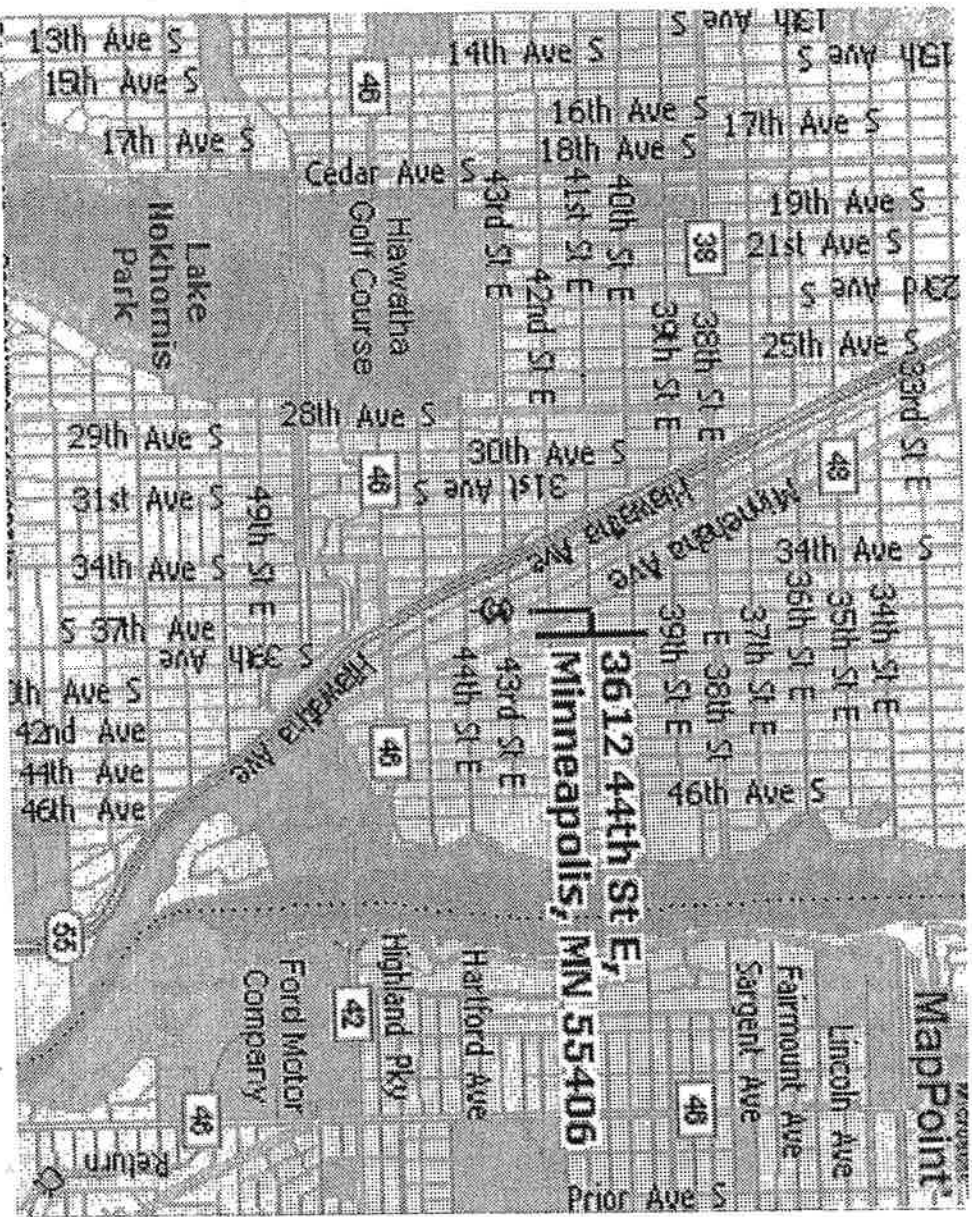 13th Ave S
15th Ave S
17th Ave S
46
14th Ave S
13th Ave S
15th Ave S
16th Ave S
18th Ave S
17th Ave S
Cedar Ave S
43rd St E
41st St E
40th St E
42nd St E
39th St E
38
38th St E
19th Ave S
21st Ave S
23rd Ave S
25th Ave S
33rd St E
Lake
Nokhomis
Park
Hiawatha
Golf Course
28th Ave S
29th Ave S
30th Ave S
31st Ave S
46
31st Ave S
34th Ave S
49th St E
S 37th Ave
S 39th Ave
Hiawatha Ave
Minnehaha Ave
48
34th Ave S
34th St E
35th St E
36th St E
37th St E
E 38th St
39th St E
43rd St E
44th St E
3612 44th St E,
Minneapolis, MN 55406
th Ave S
42nd Ave
44th Ave
46th Ave
Hiawatha Ave
46
46th Ave S
55
Ford Motor
Company
42
Highland Pky
Hartford Ave
46
Sargent Ave
Fairmount Ave
Lincoln Ave
MapPoint
46
Return
Prior Ave S